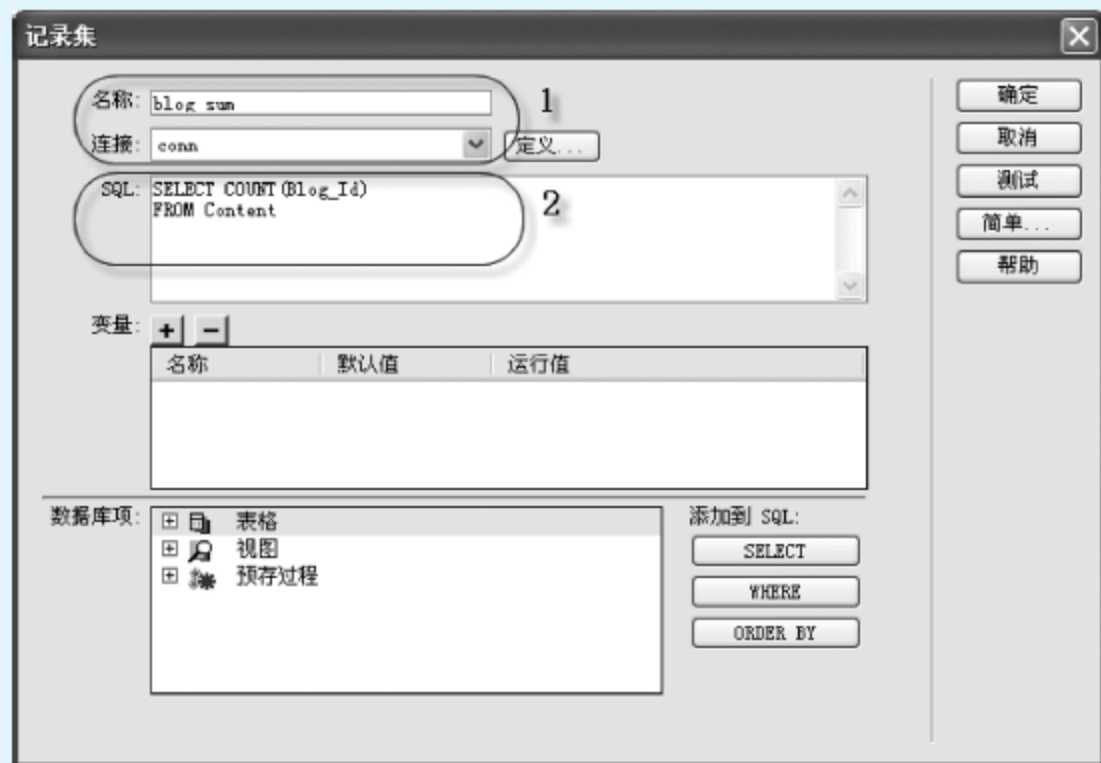 记录集
名称: blog_sum 1
连接: conn 定义...
SQL: SELECT COUNT(Blog_Id) 2
FROM Content
变量: + −
名称 默认值 运行值
数据库项: 表格
视图
预存过程
添加到 SQL:
SELECT
WHERE
ORDER BY
确定
取消
测试
简单...
帮助